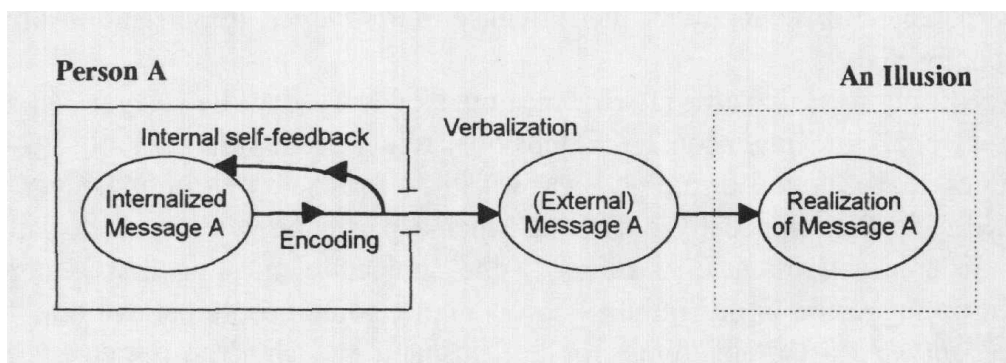 Person A
An Illusion
Internal self-feedback
Verbalization
Internalized
Message A
Encoding
(External)
Message A
Realization
of Message A